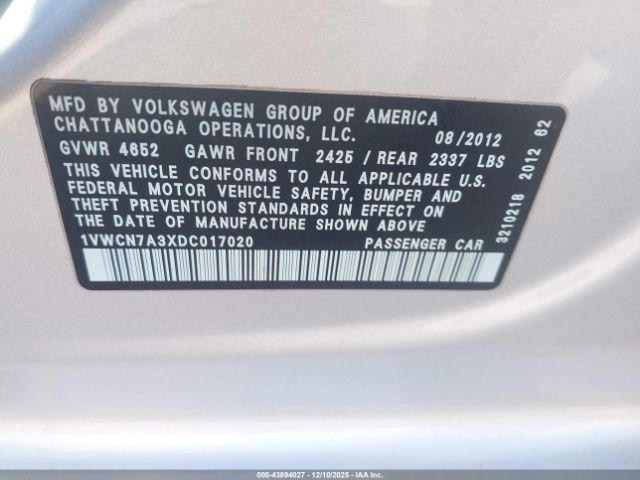 MFD BY VOLKSWAGEN GROUP OF AMERICA
CHATTANOOGA OPERATIONS, LLC. 08/2012
GVWR 4652 GAWR FRONT 2425 / REAR 2337 LBS
THIS VEHICLE CONFORMS TO ALL APPLICABLE U.S.
FEDERAL MOTOR VEHICLE SAFETY, BUMPER AND
THEFT PREVENTION STANDARDS IN EFFECT ON
THE DATE OF MANUFACTURE SHOWN ABOVE
1VWCN7A3XDC017020 PASSENGER CAR
3210218 2012 62
000-43894027 - 12/10/2025 - IAAI.COM